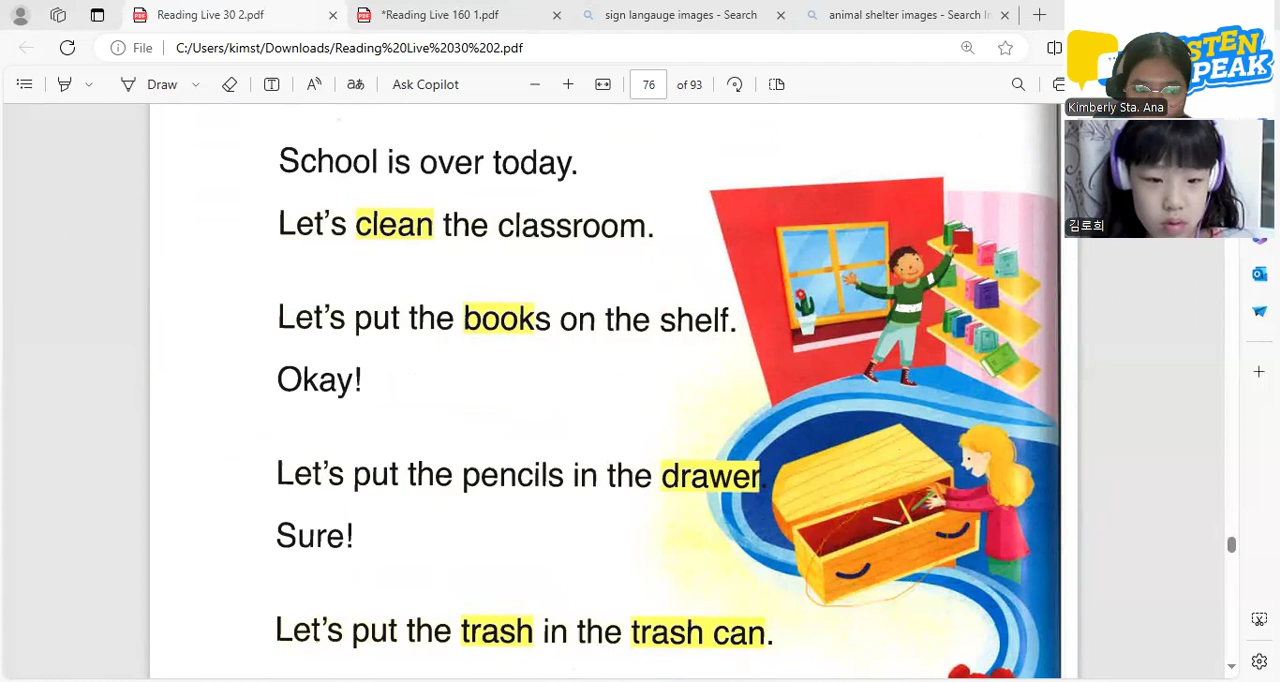 Reading Live 30 2.pdf
*Reading Live 160 1.pdf
sign langauge images - Search
animal shelter images - Search I
File
C:/Users/kimst/Downloads/Reading%20Live%2030%202.pdf
Draw
Ask Copilot
76
of 93
STEN
PEAK
Kimberly Sta. Ana
김로희
School is over today.
Let's clean the classroom.
Let's put the books on the shelf.
Okay!
Let's put the pencils in the drawer.
Sure!
Let's put the trash in the trash can.